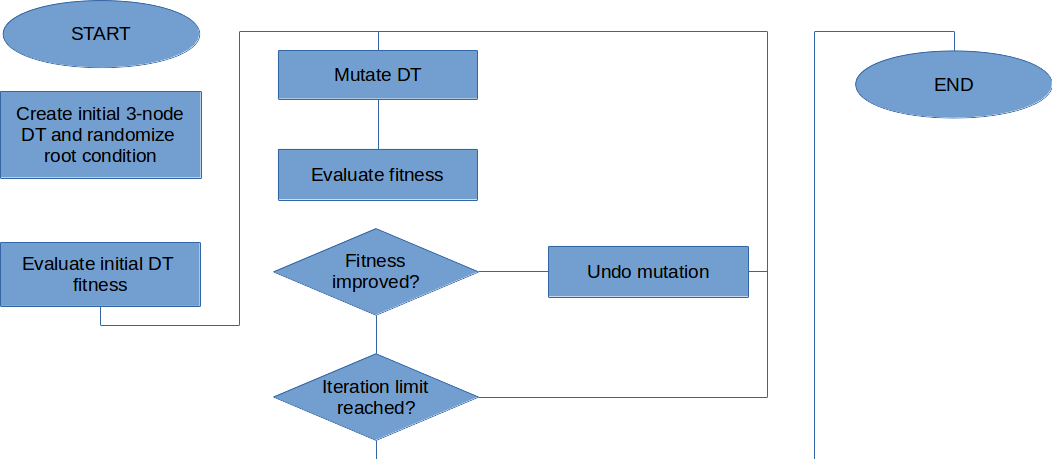 START
Create initial 3-node
DT and randomize
root condition
Evaluate initial DT
fitness
Mutate DT
Evaluate fitness
Fitness
improved?
Undo mutation
Iteration limit
reached?
END